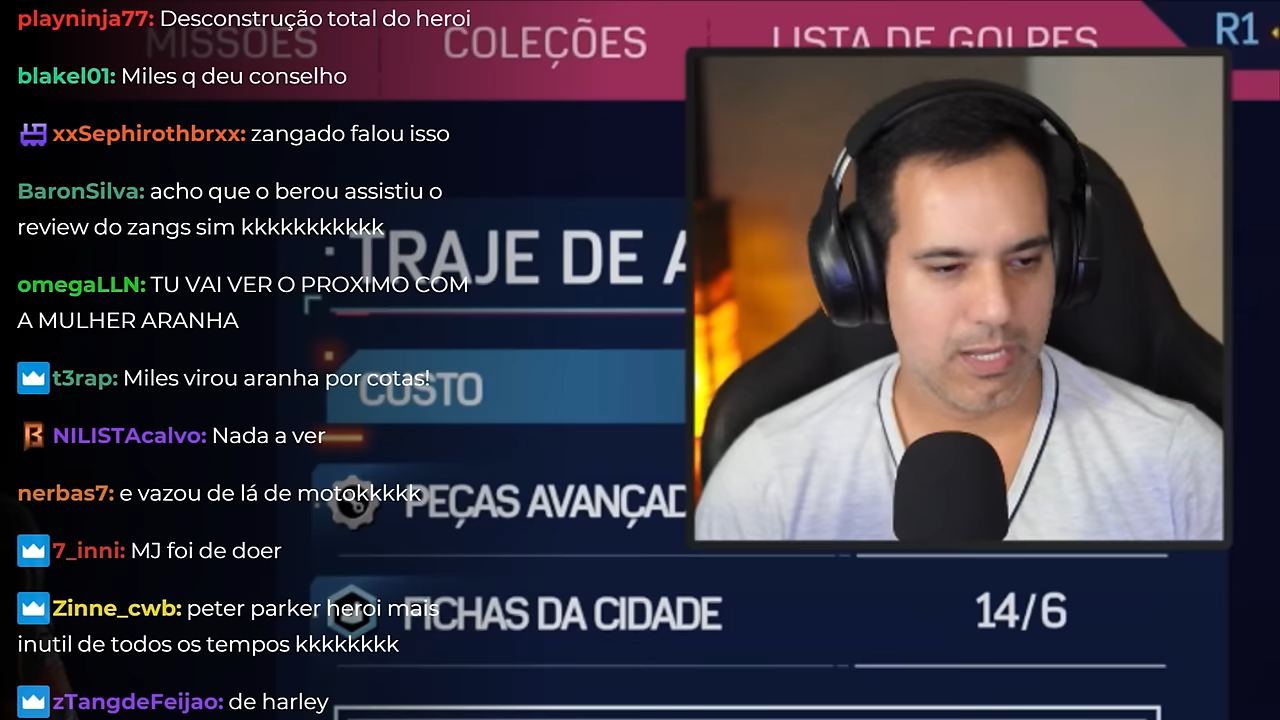 playninja77: Desconstrução total do heroi
MISSÕES
COLEÇÕES
LISTA DE GOLPES
R1
blakel01: Miles q deu conselho
xxSephirothbrxx: zangado falou isso
BaronSilva: acho que o berou assistiu o
review do zangs sim kkkkkkkkkkk
TRAJE DE A
omegaLLN: TU VAI VER O PROXIMO COM
A MULHER ARANHA
t3rap: Miles virou aranha por cotas!
CUSTO
NILISTAcalvo: Nada a ver
nerbas7: e vazou de lá de motokkkkk
PEÇAS AVANÇAD
7_inni: MJ foi de doer
Zinne_cwb: peter parker heroi mais
inutil de todos os tempos kkkkkkkk
FICHAS DA CIDADE
14/6
zTangdeFeijao: de harley